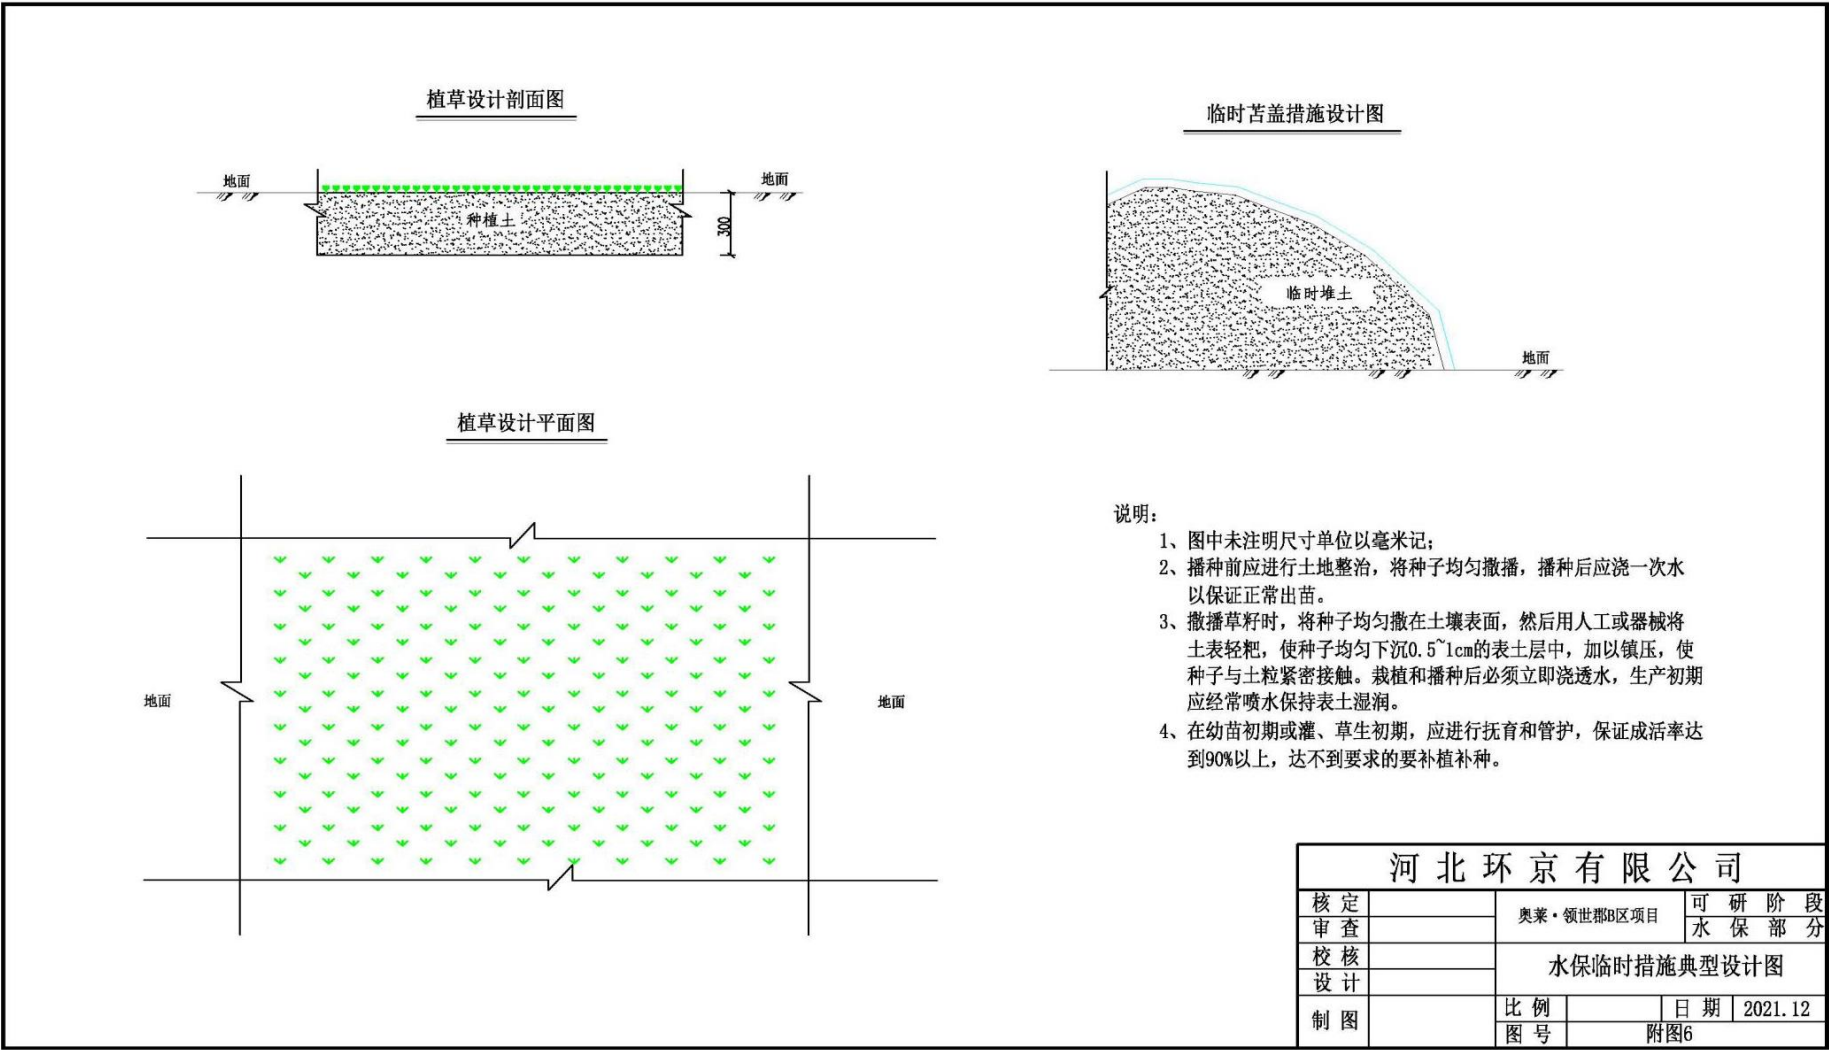 植草设计剖面图
地面
地面
种植土
300
临时苫盖措施设计图
临时堆土
地面
植草设计平面图
地面
地面
说明：
1、图中未注明尺寸单位以毫米记；
2、播种前应进行土地整治，将种子均匀撒播，播种后应浇一次水
以保证正常出苗。
3、撒播草籽时，将种子均匀撒在土壤表面，然后用人工或器械将
土表轻耙，使种子均匀下沉0.5~1cm的表土层中，加以镇压，使
种子与土粒紧密接触。栽植和播种后必须立即浇透水，生产初期
应经常喷水保持表土湿润。
4、在幼苗初期或灌、草生初期，应进行抚育和管护，保证成活率达
到90%以上，达不到要求的要补植补种。
河北环京有限公司
核定
审查
校核
设计
制图
奥莱·领世郡B区项目
可研阶段
水保部分
水保临时措施典型设计图
比例
日期 2021.12
图号 附图6